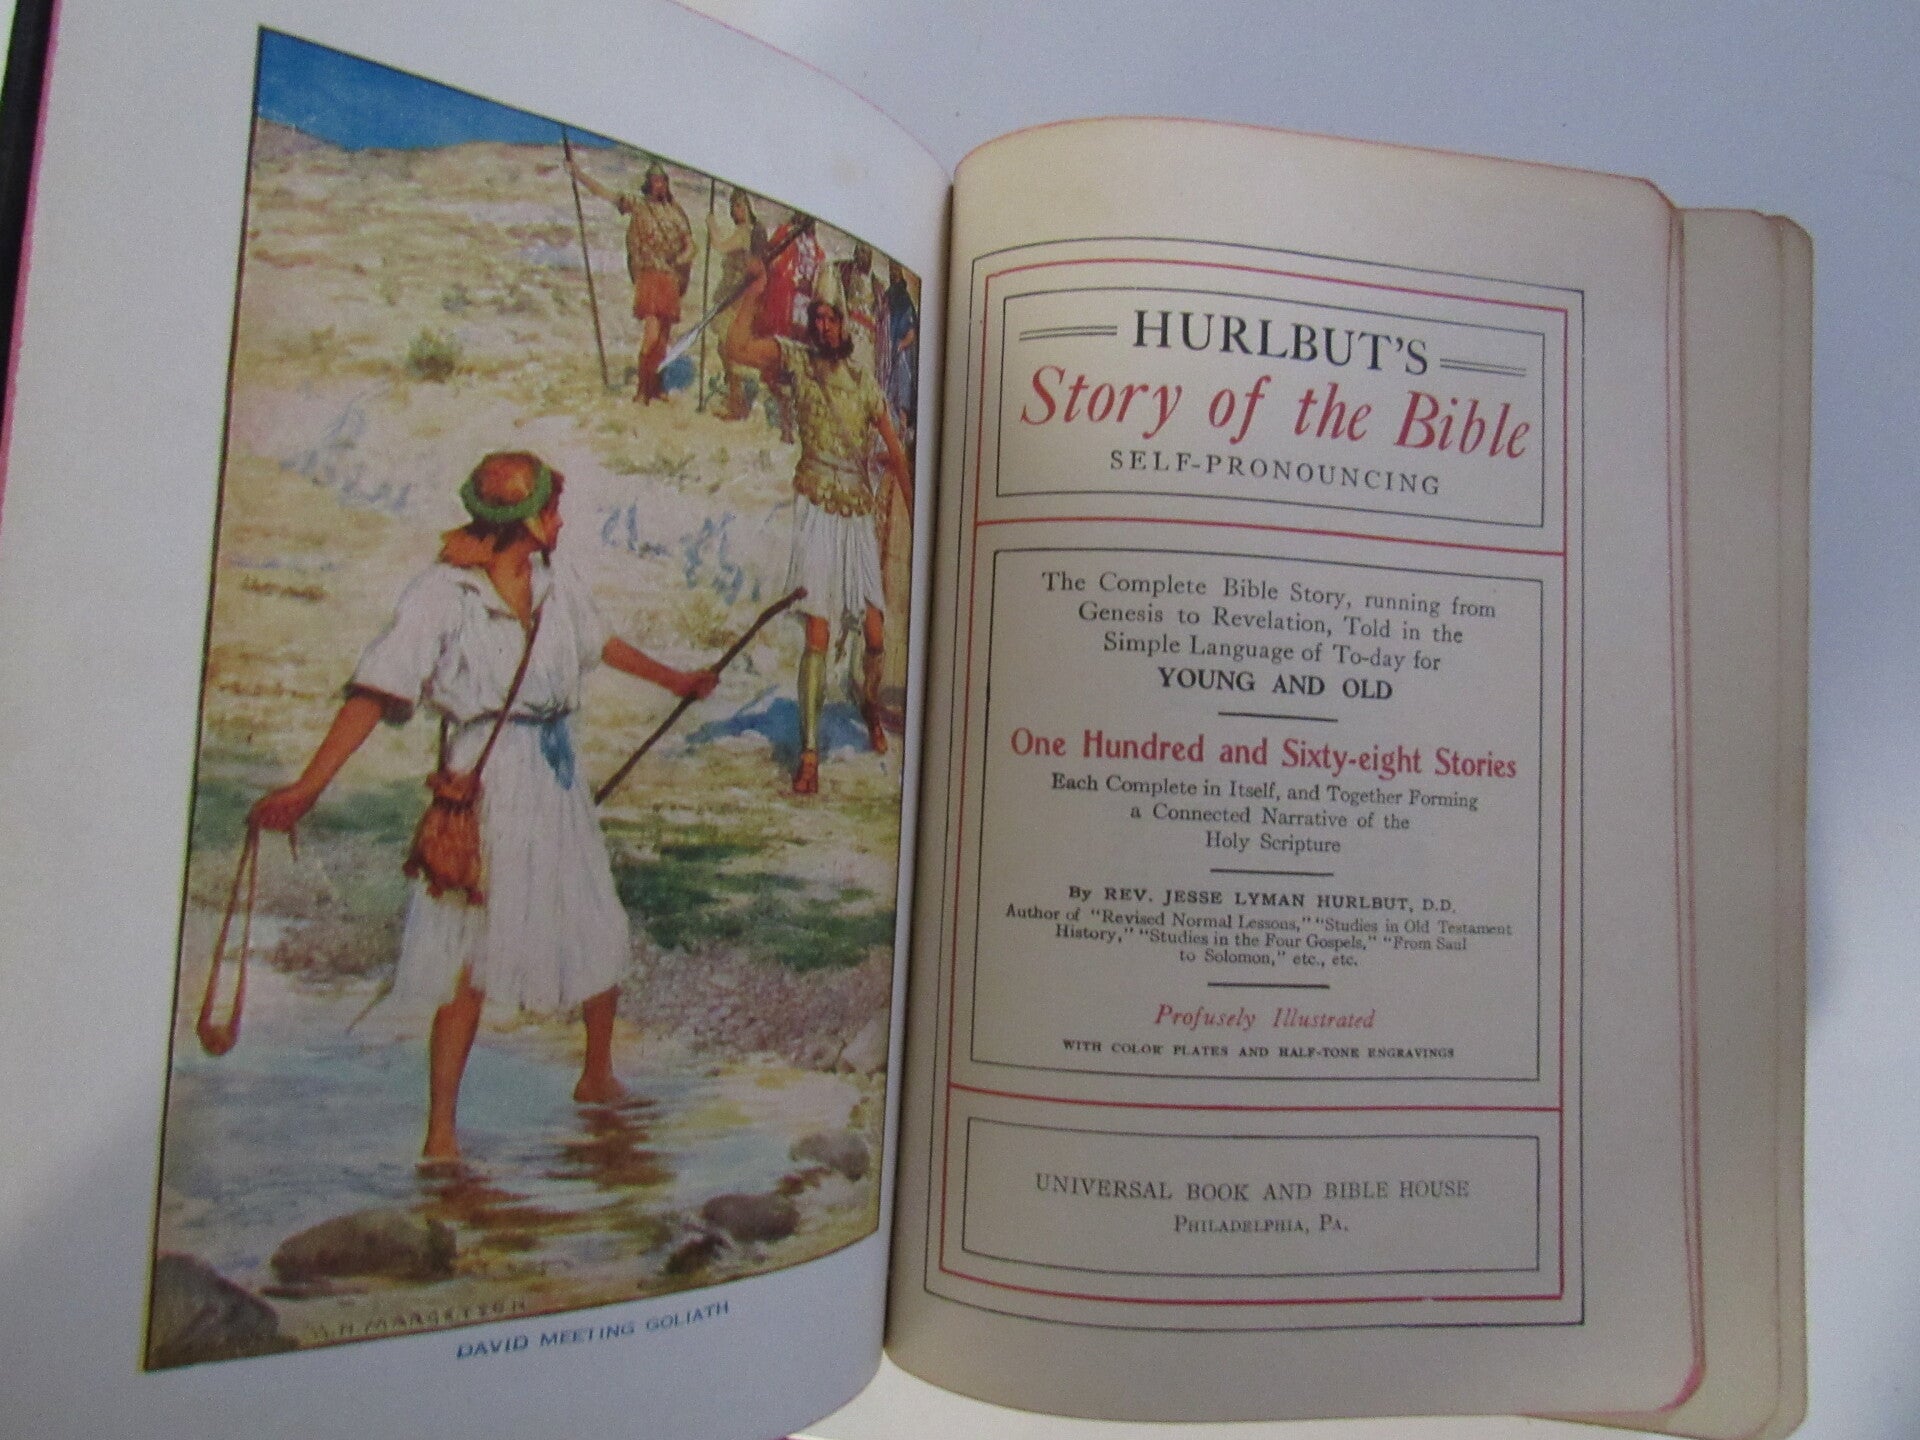 W. H. MARGETSON
DAVID MEETING GOLIATH
HURLBUT'S
Story of the Bible
SELF-PRONOUNCING
The Complete Bible Story, running from
Genesis to Revelation, Told in the
Simple Language of To-day for
YOUNG AND OLD
One Hundred and Sixty-eight Stories
Each Complete in Itself, and Together Forming
a Connected Narrative of the
Holy Scripture
By REV. JESSE LYMAN HURLBUT, D.D.
Author of "Revised Normal Lessons," "Studies in Old Testament
History," "Studies in the Four Gospels," "From Saul
to Solomon," etc., etc.
Profusely Illustrated
WITH COLOR PLATES AND HALF-TONE ENGRAVINGS
UNIVERSAL BOOK AND BIBLE HOUSE
PHILADELPHIA, PA.